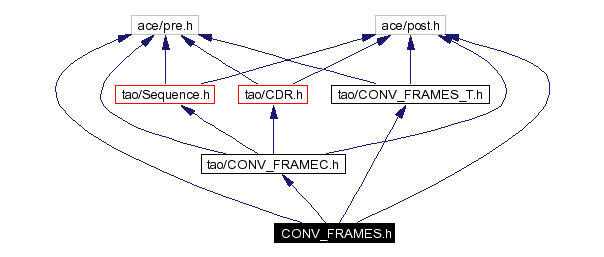 ace/pre.h
ace/post.h
tao/Sequence.h
tao/CDR.h
tao/CONV_FRAMES_T.h
tao/CONV_FRAMEC.h
CONV_FRAMES.h